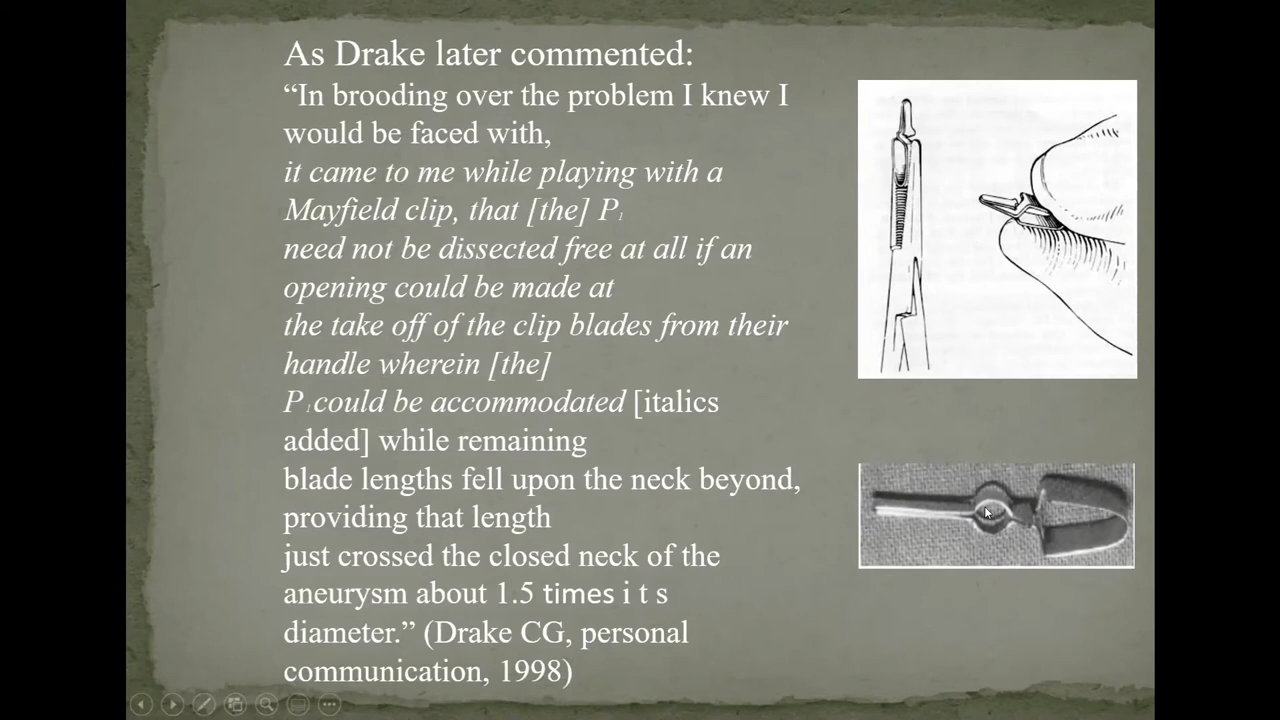 As Drake later commented:
“In brooding over the problem I knew I
would be faced with,
it came to me while playing with a
Mayfield clip, that [the] P1
need not be dissected free at all if an
opening could be made at
the take off of the clip blades from their
handle wherein [the]
P1 could be accommodated [italics
added] while remaining
blade lengths fell upon the neck beyond,
providing that length
just crossed the closed neck of the
aneurysm about 1.5 times i t s
diameter.” (Drake CG, personal
communication, 1998)